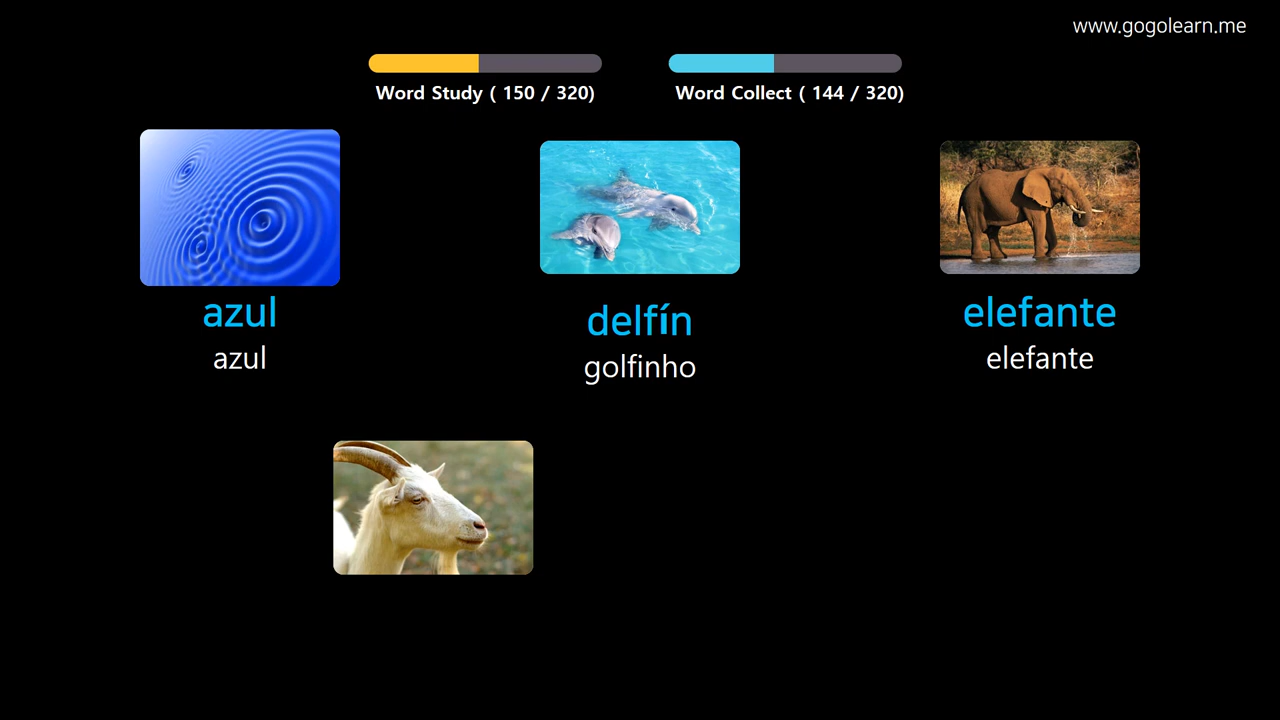 www.gogolearn.me
Word Study ( 150 / 320)
Word Collect ( 144 / 320)
azul
azul
delfín
golfinho
elefante
elefante